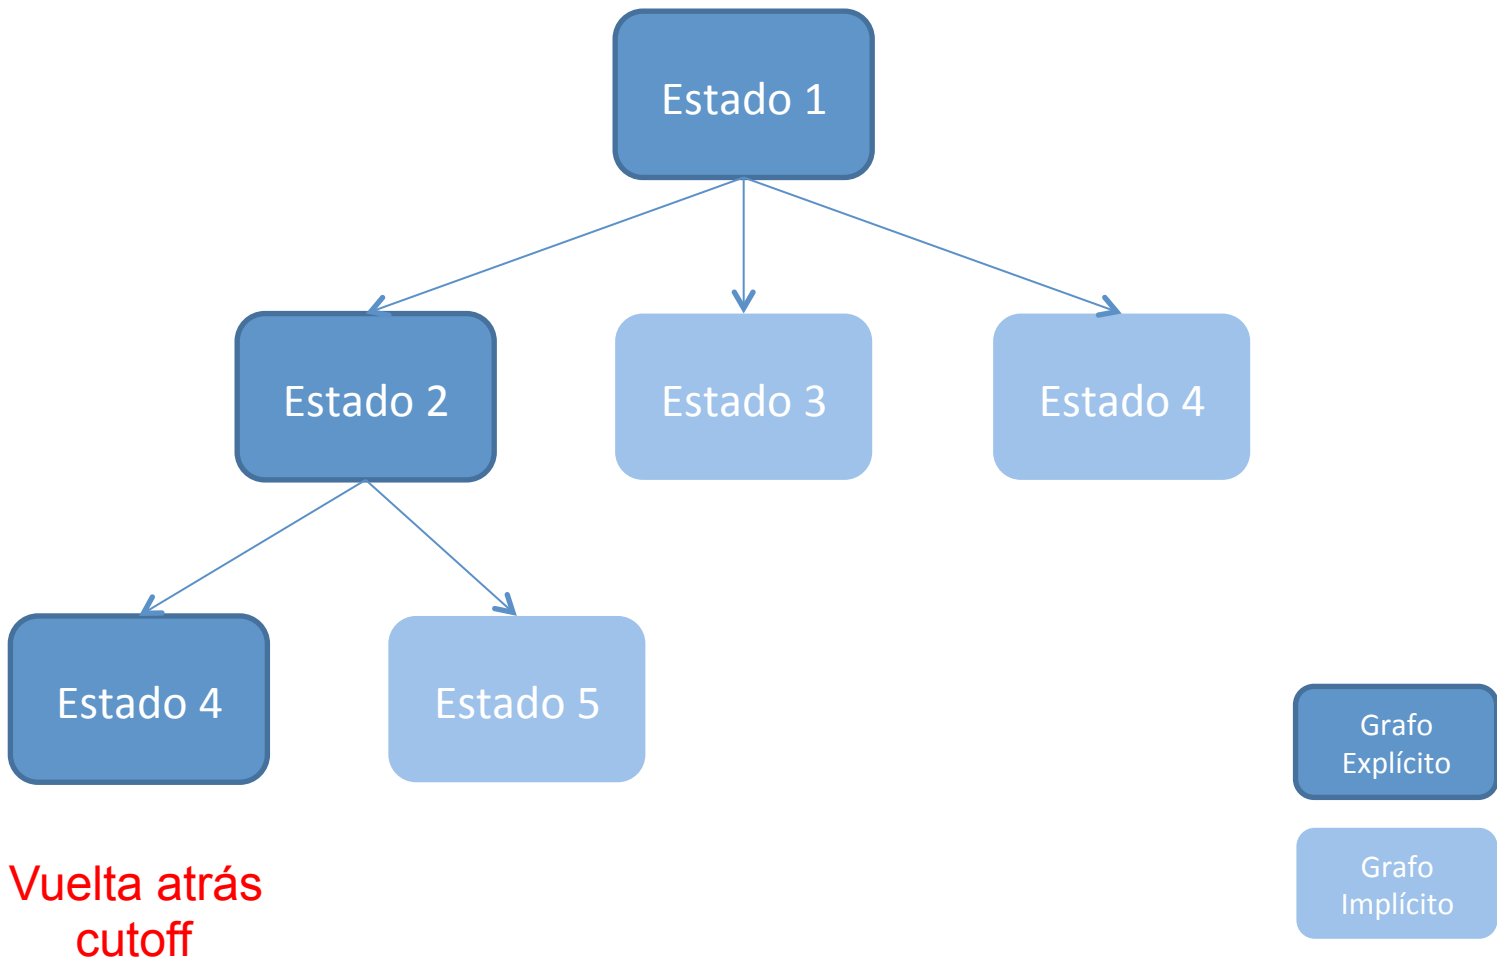 Estado 1
Estado 2
Estado 3
Estado 4
Estado 4
Estado 5
Grafo
Explícito
Grafo
Implícito
Vuelta atrás
cutoff